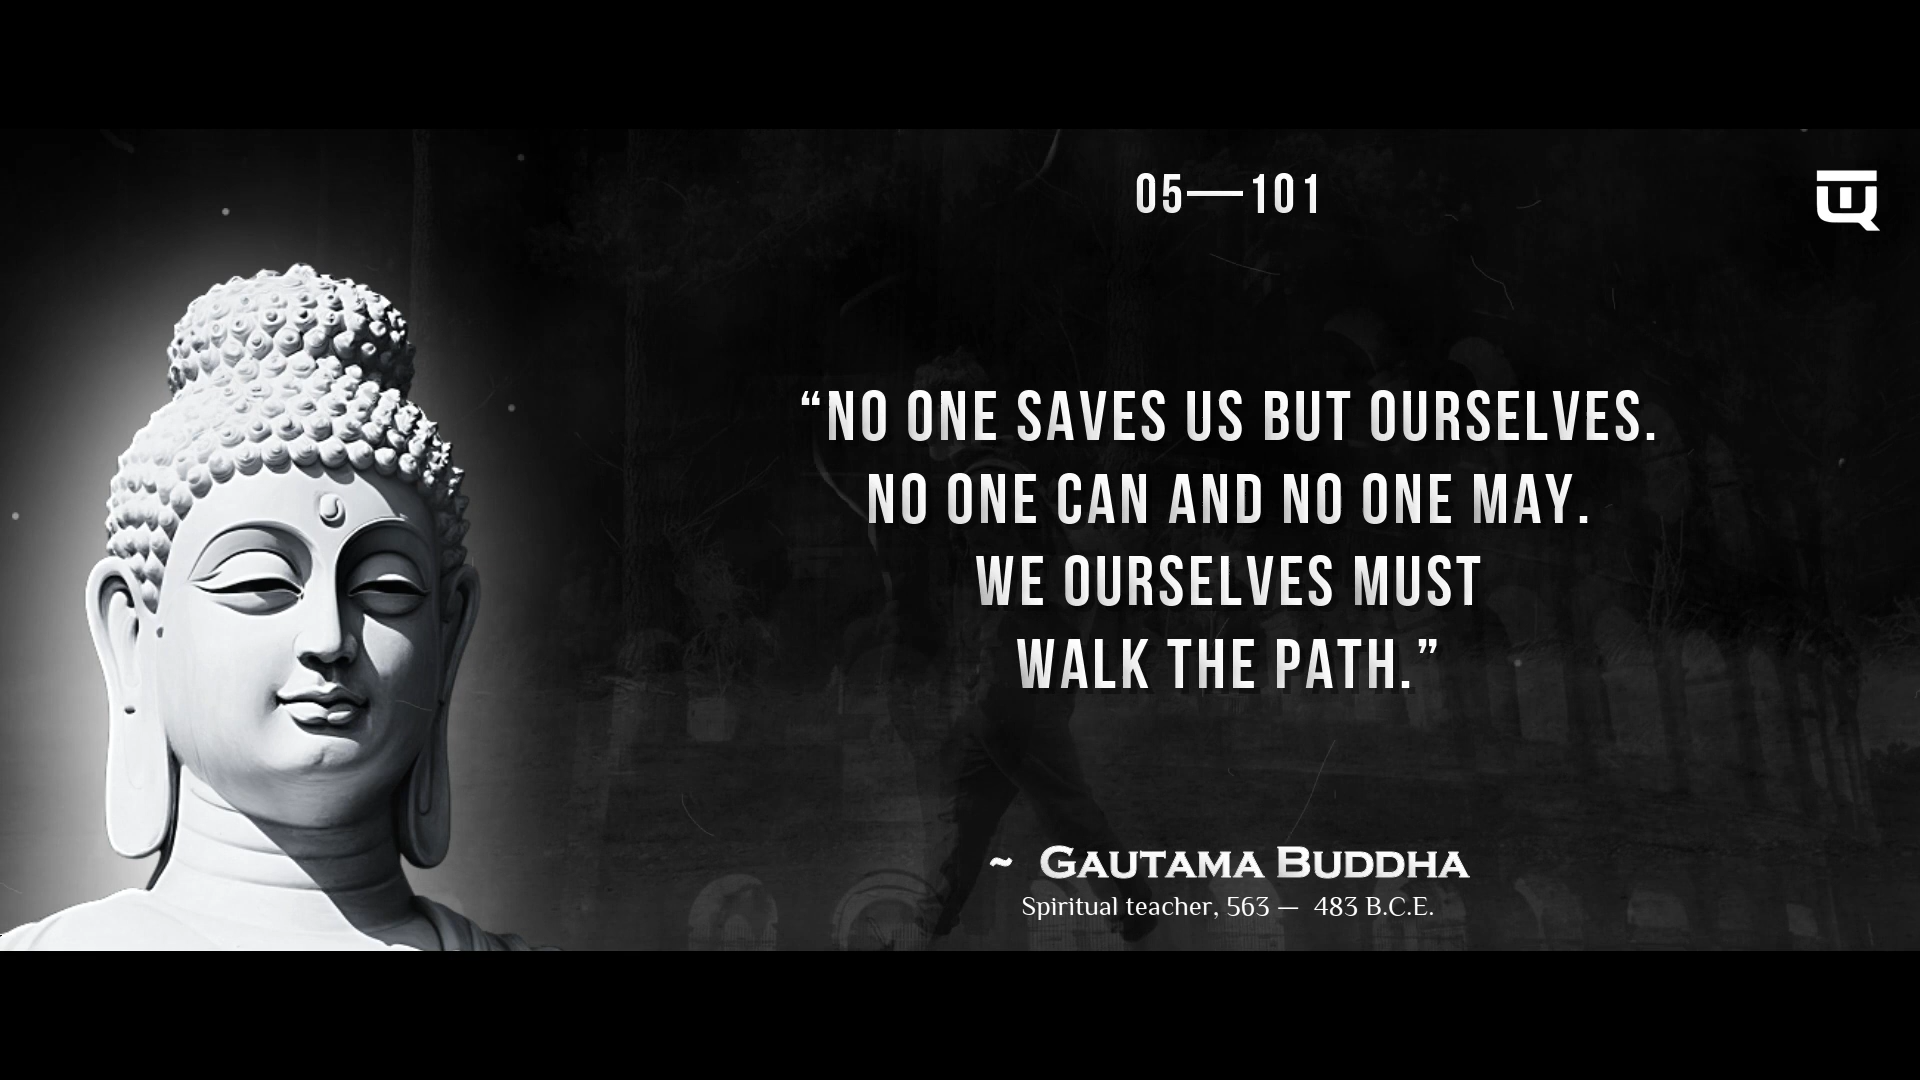 05—101
“NO ONE SAVES US BUT OURSELVES.
NO ONE CAN AND NO ONE MAY.
WE OURSELVES MUST
WALK THE PATH.”
~ GAUTAMA BUDDHA
Spiritual teacher, 563 — 483 B.C.E.